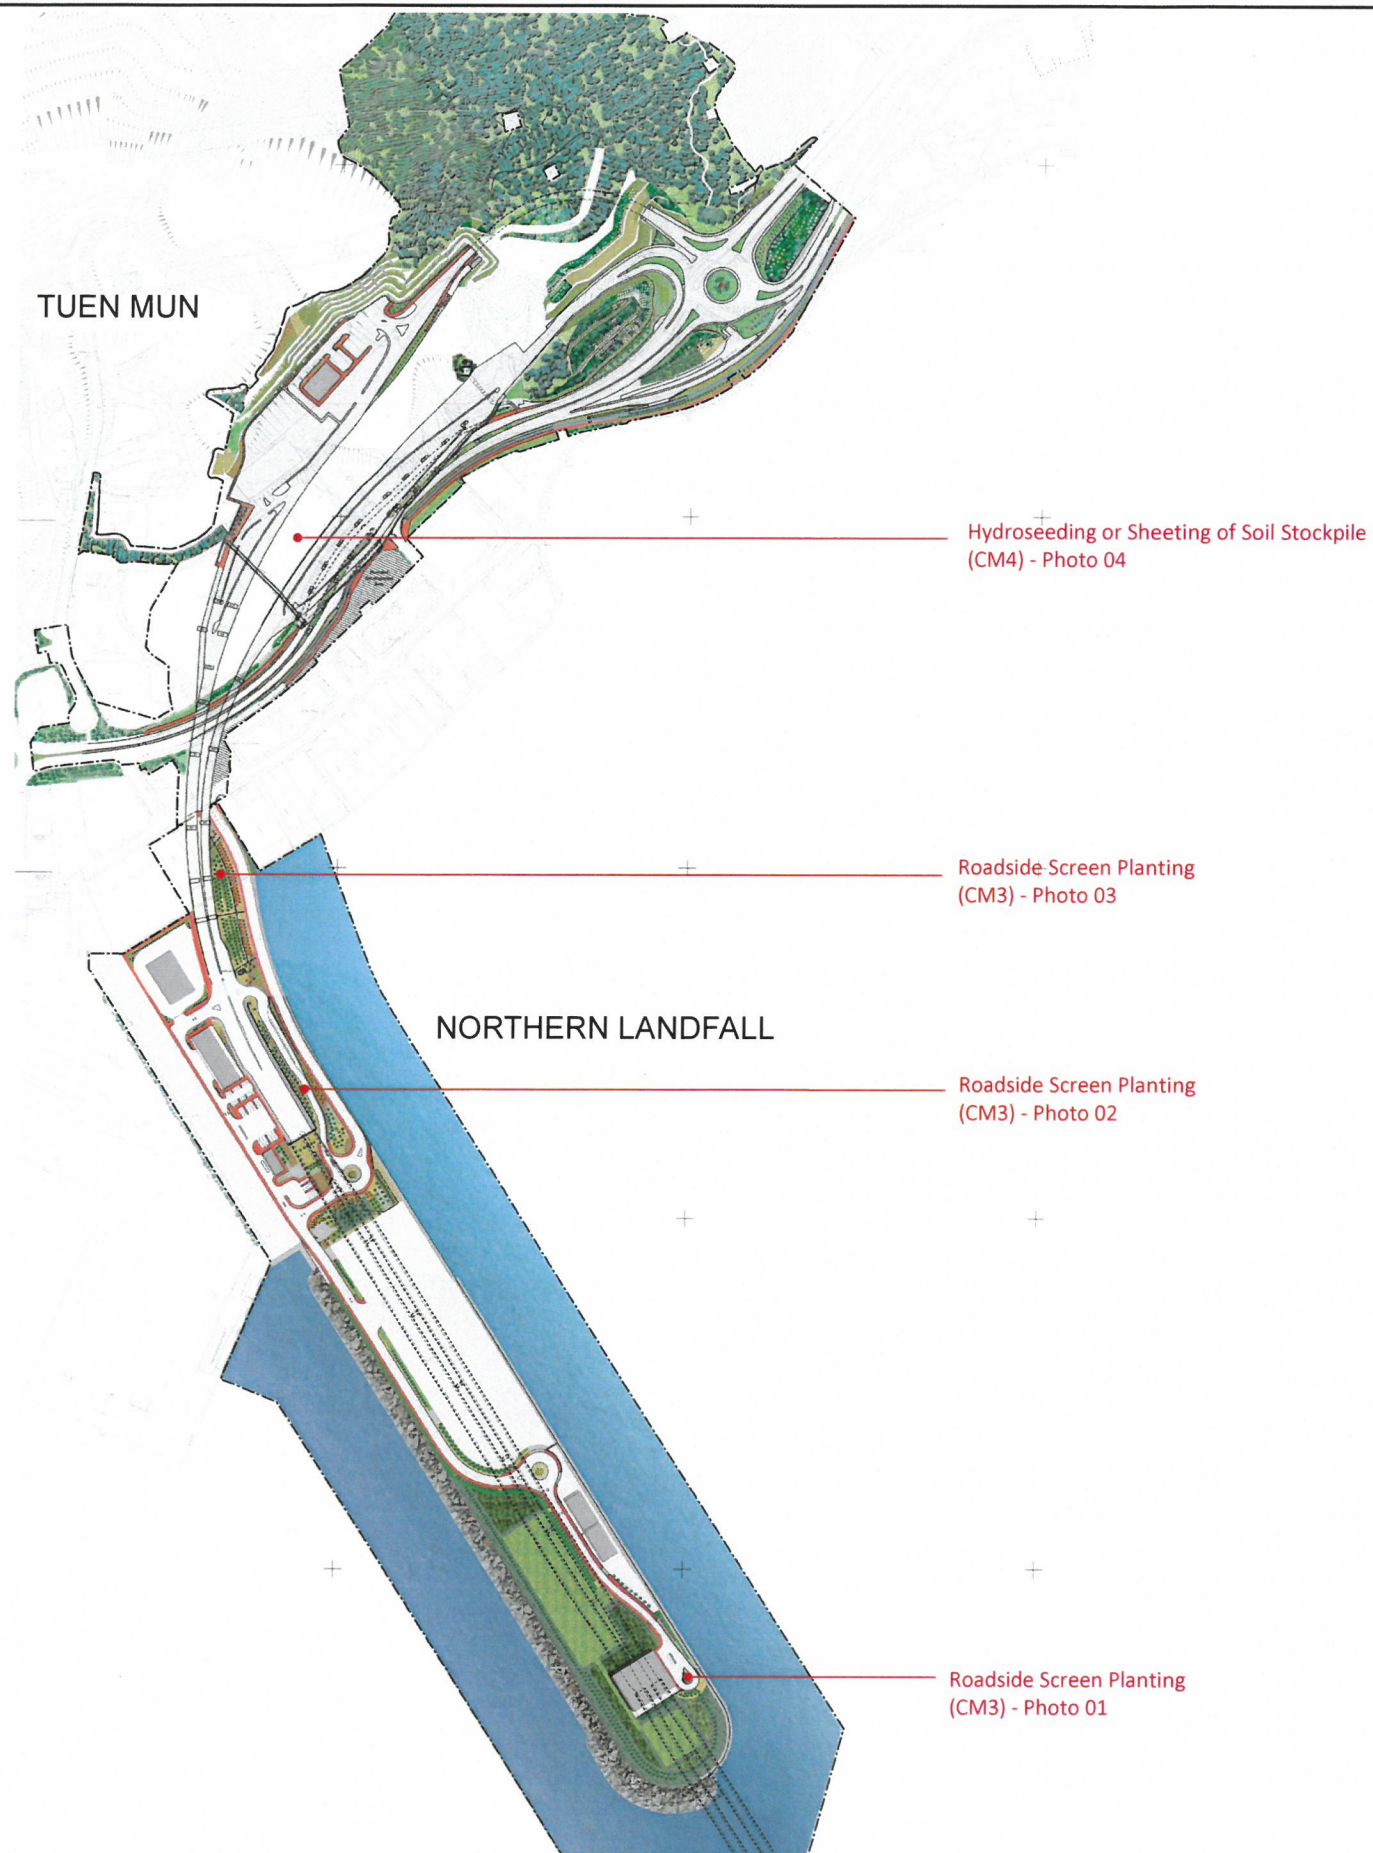 TUEN MUN
Hydroseeding or Sheeting of Soil Stockpile
(CM4) - Photo 04
Roadside Screen Planting
(CM3) - Photo 03
NORTHERN LANDFALL
Roadside Screen Planting
(CM3) - Photo 02
Roadside Screen Planting
(CM3) - Photo 01